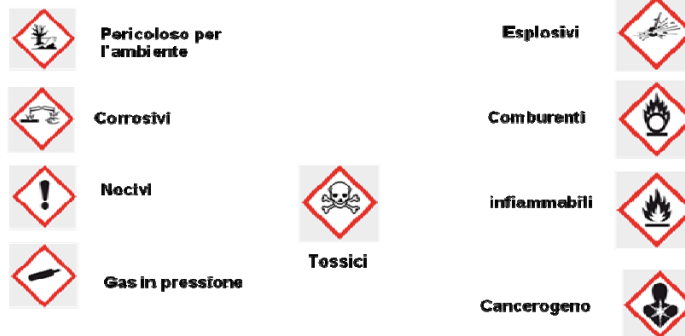 Pericoloso per
l'ambiente
Esplosivi
Corrosivi
Comburenti
Nocivi
infiammabili
Tossici
Gas in pressione
Cancerogeno